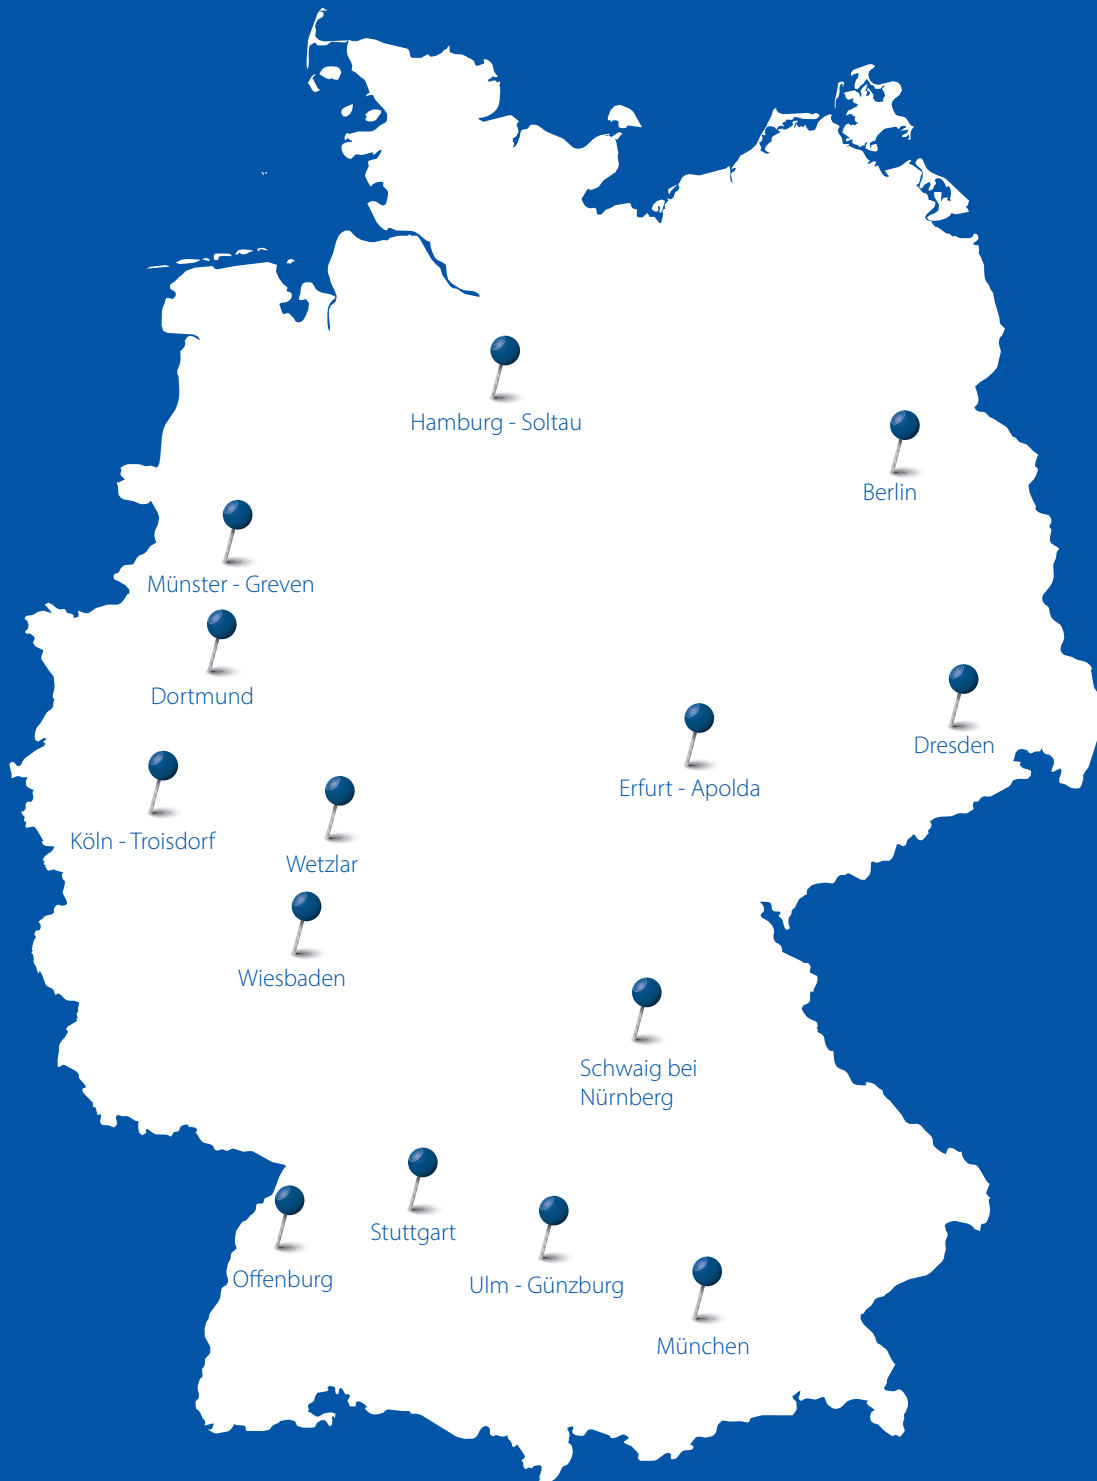 Hamburg - Soltau
Berlin
Münster - Greven
Dortmund
Dresden
Erfurt - Apolda
Köln - Troisdorf
Wetzlar
Wiesbaden
Schwaig bei
Nürnberg
Stuttgart
Offenburg
Ulm - Günzburg
München